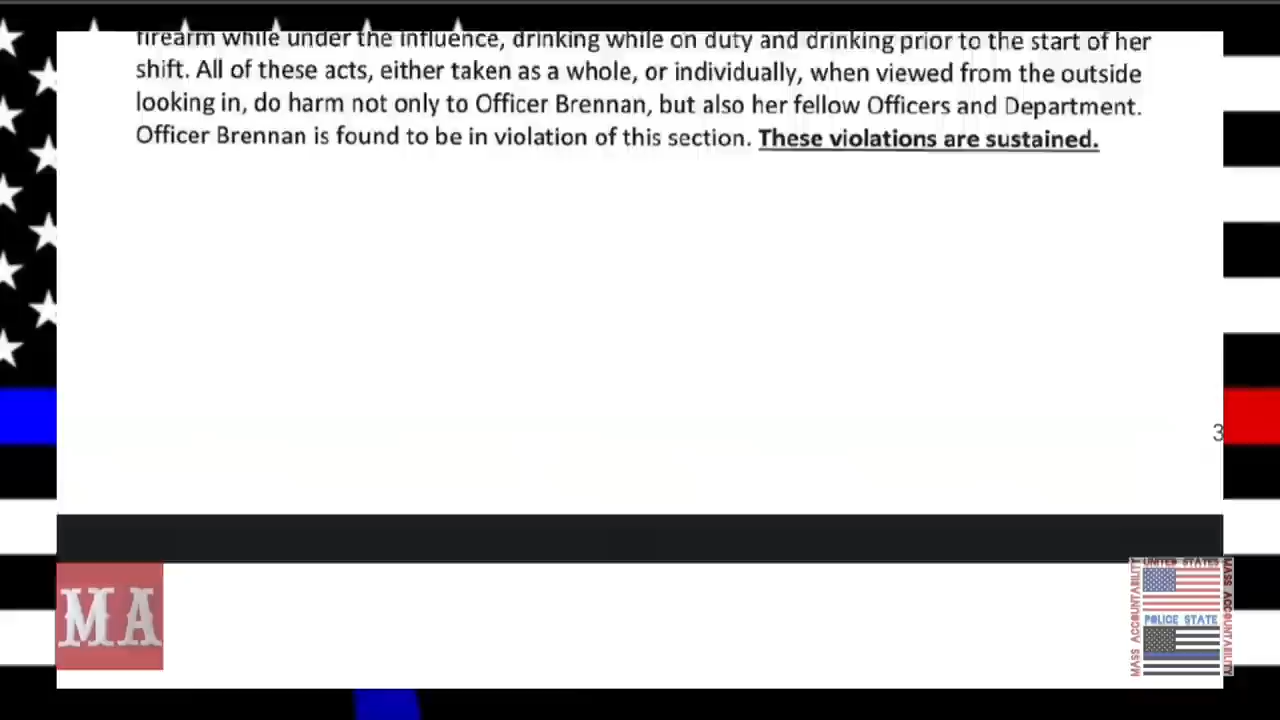 firearm while under the influence, drinking while on duty and drinking prior to the start of her
shift. All of these acts, either taken as a whole, or individually, when viewed from the outside
looking in, do harm not only to Officer Brennan, but also her fellow Officers and Department.
Officer Brennan is found to be in violation of this section. These violations are sustained.
3
MA
UNITED STATES
MASS ACCOUNTABILITY
POLICE STATE
MASS ACCOUNTABILITY